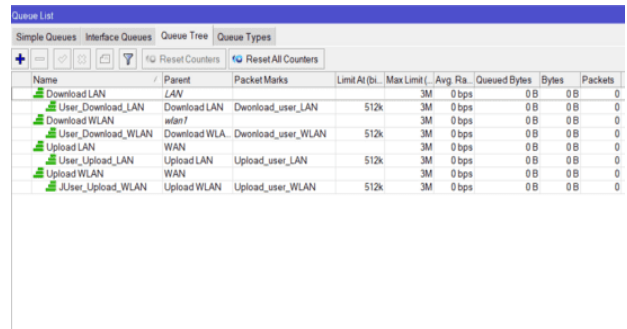 Queue List
Simple Queues Interface Queues Queue Tree Queue Types
Reset Counters Reset All Counters
Name Parent Packet Marks Limit At (bi... Max Limit (... Avg. Ra... Queued Bytes Bytes Packets
Download LAN LAN 3M 0 bps 0 B 0 B 0
User_Download_LAN Download LAN Dwonload_user_LAN 512k 3M 0 bps 0 B 0 B 0
Download WLAN wlan1 3M 0 bps 0 B 0 B 0
User_Download_WLAN Download WLA... Dwonload_user_WLAN 512k 3M 0 bps 0 B 0 B 0
Upload LAN WAN 3M 0 bps 0 B 0 B 0
User_Upload_LAN Upload LAN Upload_user_LAN 512k 3M 0 bps 0 B 0 B 0
Upload WLAN WAN 3M 0 bps 0 B 0 B 0
JUser_Upload_WLAN Upload WLAN Upload_user_WLAN 512k 3M 0 bps 0 B 0 B 0